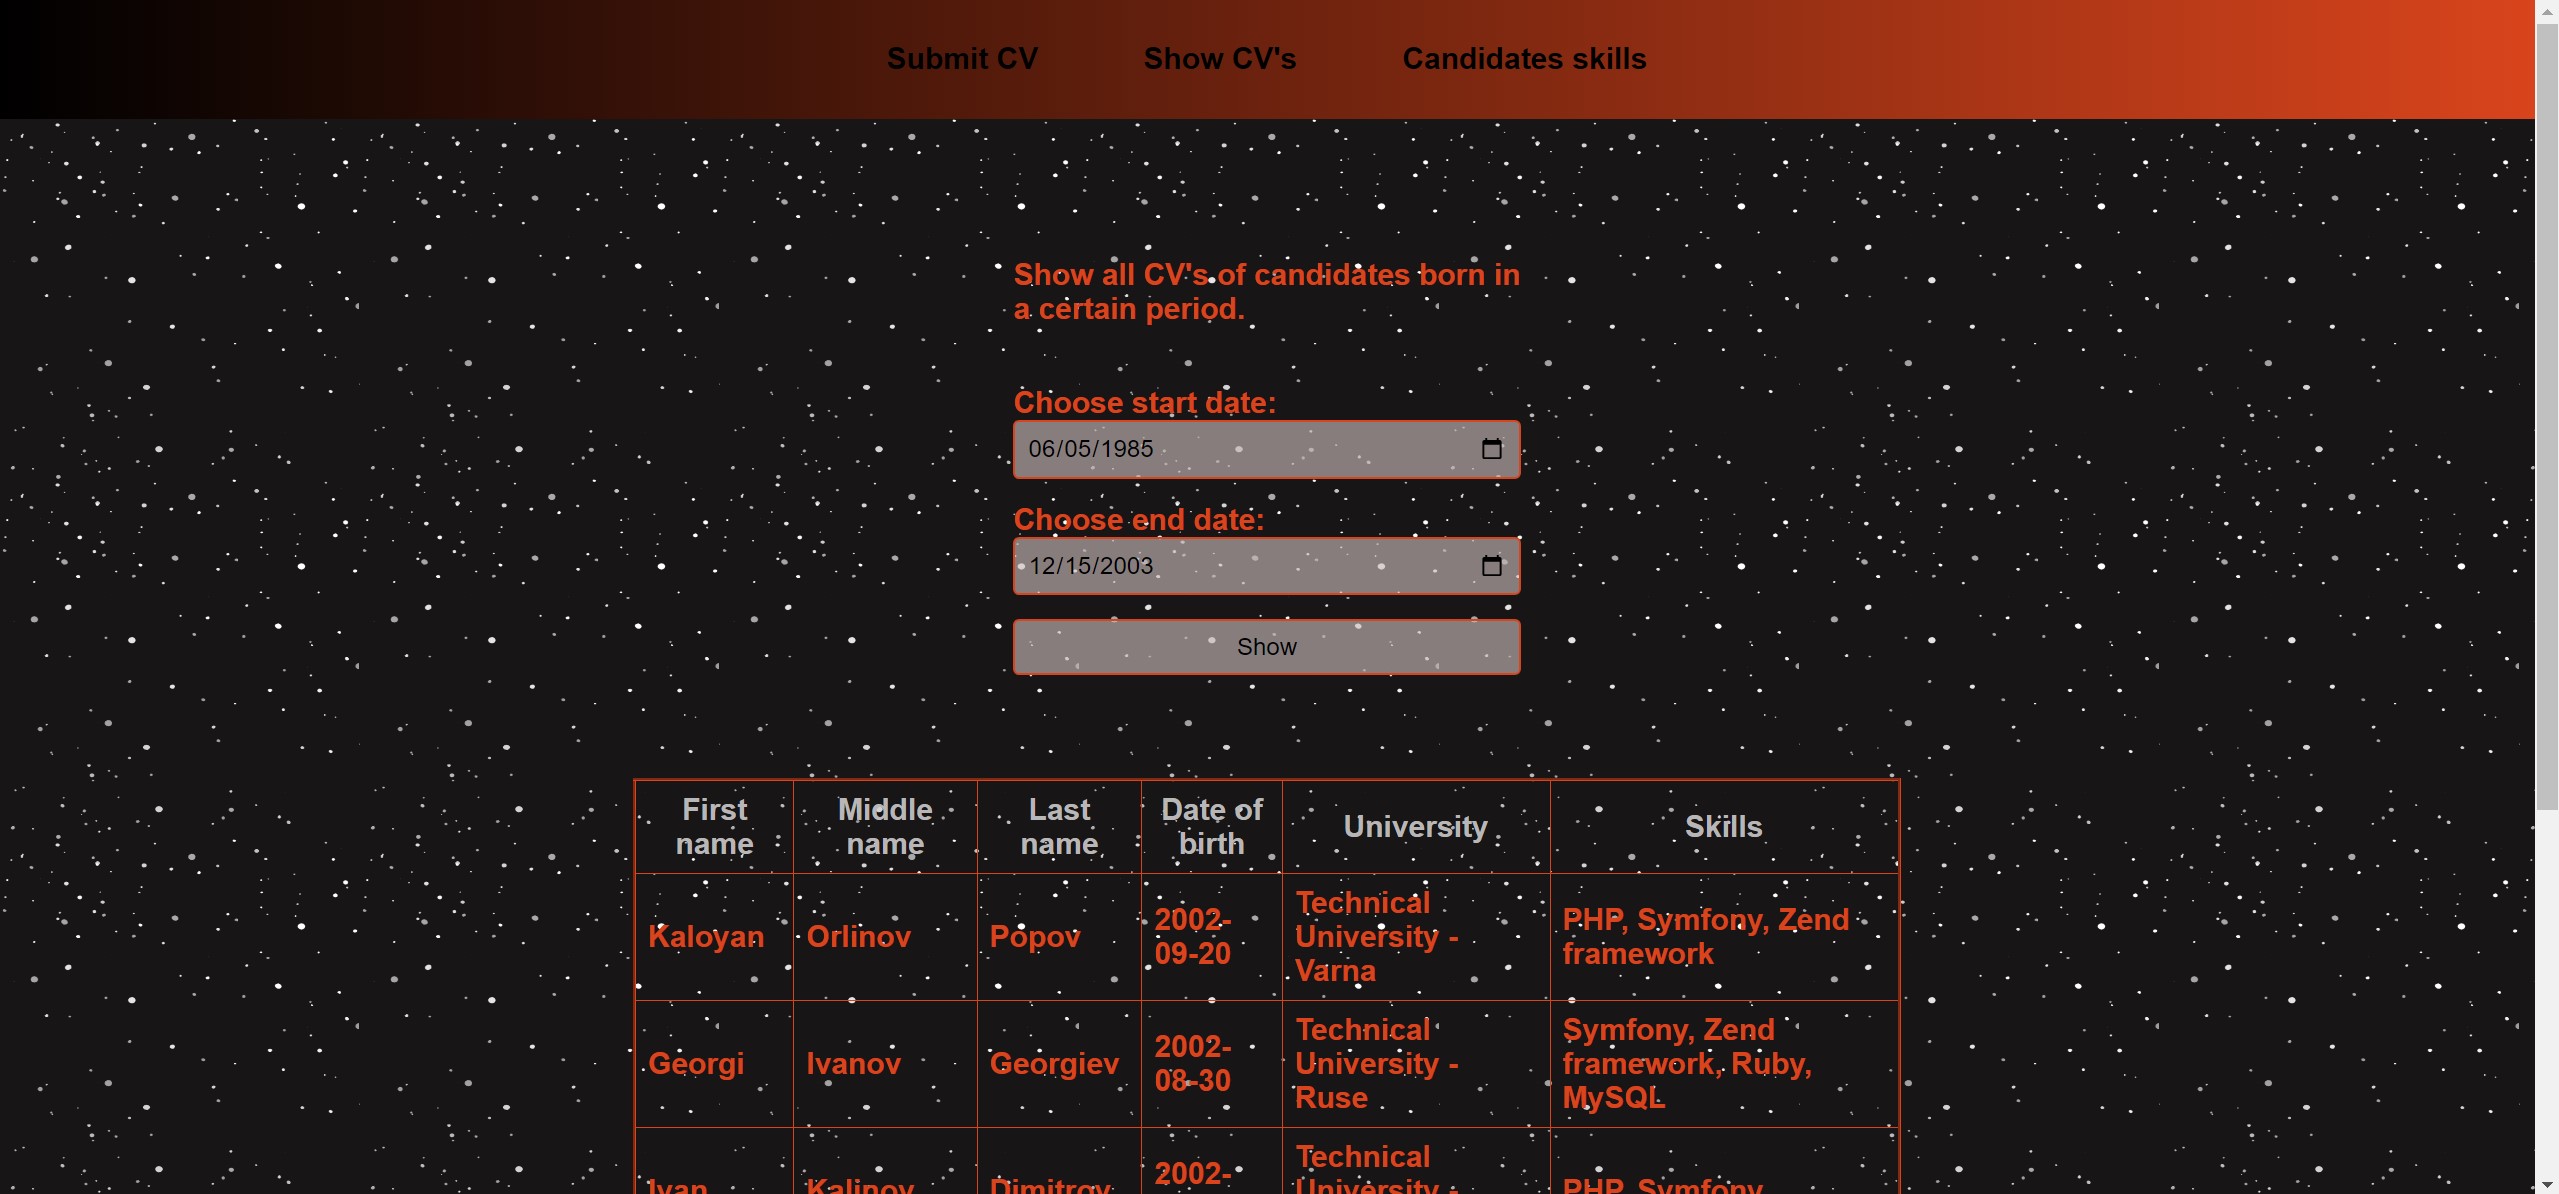 Submit CV Show CV's Candidates skills
Show all CV's of candidates born in
a certain period.
Choose start date:
06/05/1985
Choose end date:
12/15/2003
Show
First name Middle name Last name Date of birth University Skills
Kaloyan Orlinov Popov 2002-09-20 Technical University - Varna PHP, Symfony, Zend framework
Georgi Ivanov Georgiev 2002-08-30 Technical University - Ruse Symfony, Zend framework, Ruby, MySQL
Ivan Kalinov Dimitrov 2002- Technical University - PHP, Symfony